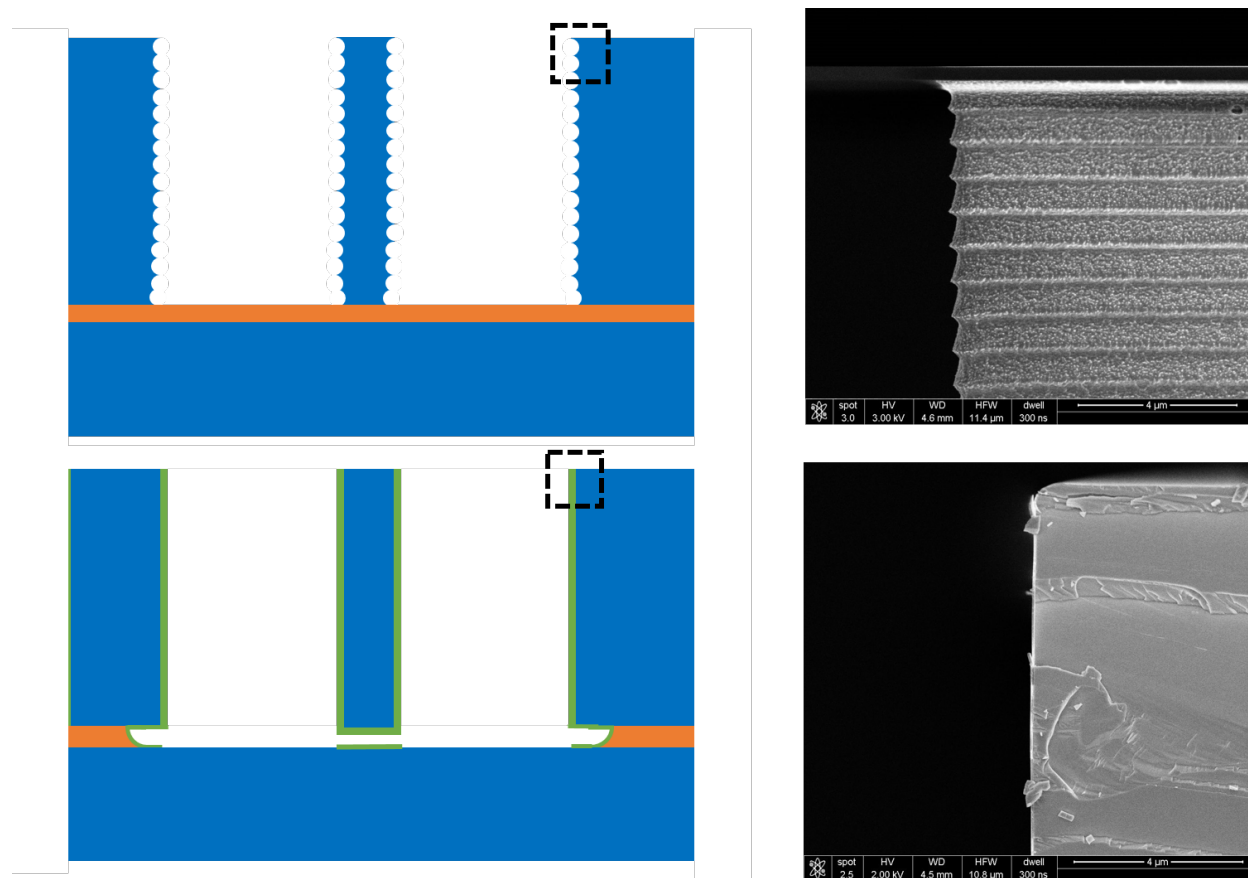 spot HV WD HFW dwell
3.0 3.00 kV 4.6 mm 11.4 µm 300 ns 4 µm
spot HV WD HFW dwell
2.5 2.00 kV 4.5 mm 10.8 µm 300 ns 4 µm